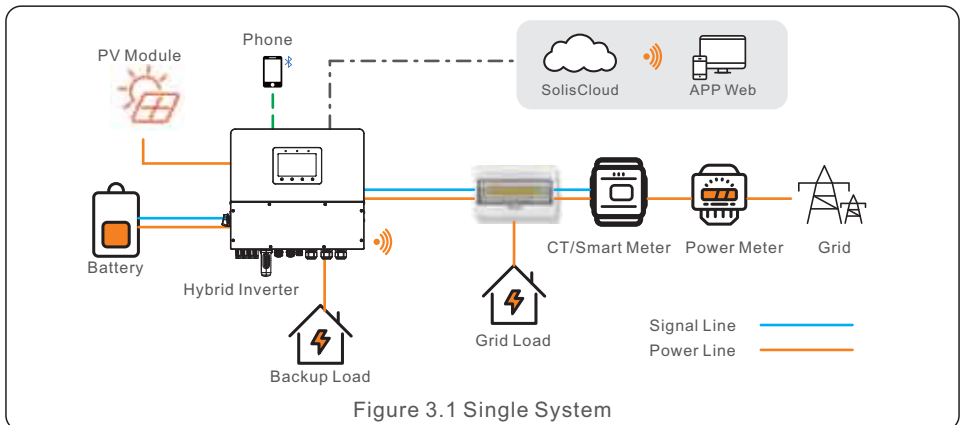 Phone
PV Module
SolisCloud
APP Web
CT/Smart Meter
Power Meter
Grid
Battery
Hybrid Inverter
Grid Load
Signal Line
Power Line
Backup Load
Figure 3.1 Single System